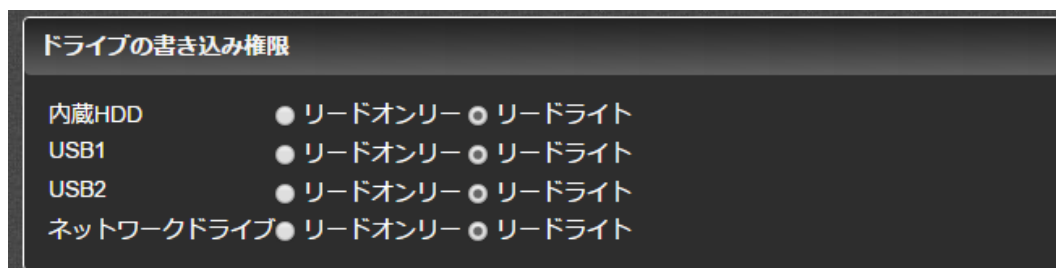 ドライブの書き込み権限
内蔵HDD リードオンリー リードライト
USB1 リードオンリー リードライト
USB2 リードオンリー リードライト
ネットワークドライブ リードオンリー リードライト